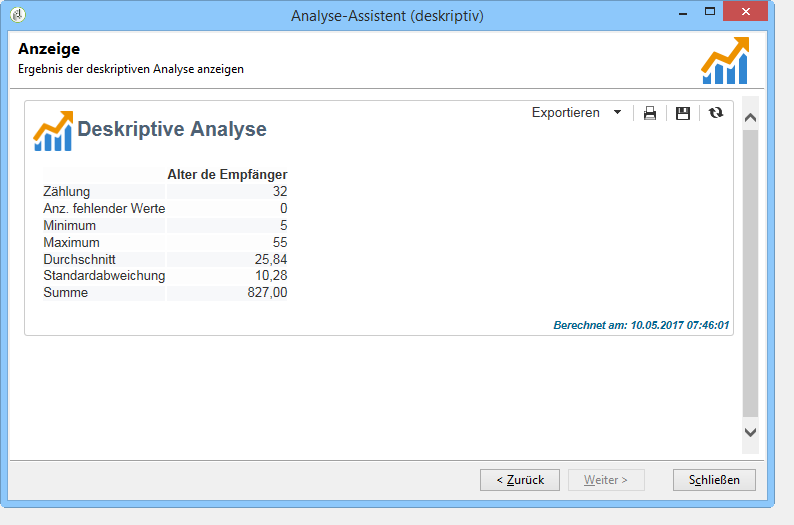 Analyse-Assistent (deskriptiv)
Anzeige
Ergebnis der deskriptiven Analyse anzeigen
Exportieren
Deskriptive Analyse
Alter de Empfänger
Zählung 32
Anz. fehlender Werte 0
Minimum 5
Maximum 55
Durchschnitt 25,84
Standardabweichung 10,28
Summe 827,00
Berechnet am: 10.05.2017 07:46:01
< Zurück Weiter > Schließen